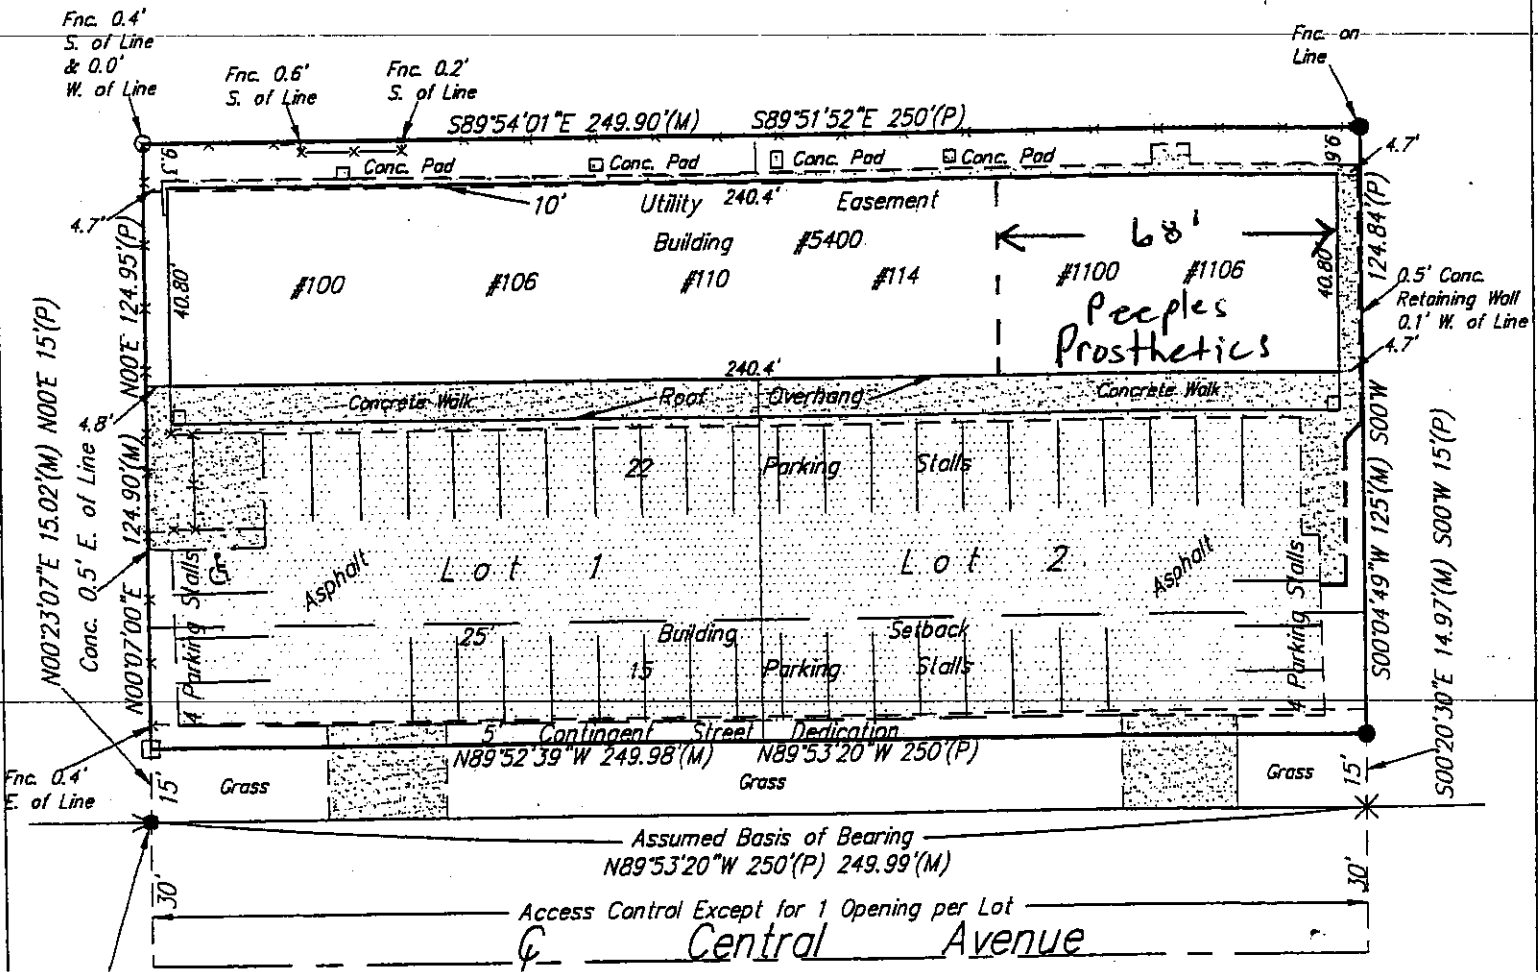 Fnc. 0.4'
S. of Line
& 0.0'
W. of Line
Fnc. 0.6'
S. of Line
Fnc. 0.2'
S. of Line
Fnc. on
Line
S89°54'01"E 249.90'(M) S89°51'52"E 250'(P)
9.3'
Conc. Pad
Conc. Pad
Conc. Pad
Conc. Pad
9.6'
4.7'
4.7'
10' Utility 240.4' Easement
Building #5400
68'
#100 #106 #110 #114 #1100 #1106
Peeples
Prosthetics
40.80'
40.80'
0.5' Conc.
Retaining Wall
0.1' W. of Line
4.7'
240.4'
Concrete Walk Roof Overhang Concrete Walk
4.8'
22 Parking Stalls
Lot 1
Lot 2
Asphalt
Asphalt
Gr.
4 Parking Stalls
4 Parking Stalls
25' Building Setback
15 Parking Stalls
5' Contingent Street Dedication
N89°52'39"W 249.98'(M) N89°53'20"W 250'(P)
N00°23'07"E 15.02'(M) N00°E 15'(P)
Conc. 0.5' E. of Line
N00°07'00"E 124.90'(M) N00°E 124.95'(P)
S00°04'49"W 125'(M) S00°W 124.84'(P)
S00°20'30"E 14.97'(M) S00°W 15'(P)
Fnc. 0.4'
E. of Line
15'
Grass
Grass
Grass
15'
Assumed Basis of Bearing
N89°53'20"W 250'(P) 249.99'(M)
30'
30'
Access Control Except for 1 Opening per Lot
℄ Central Avenue